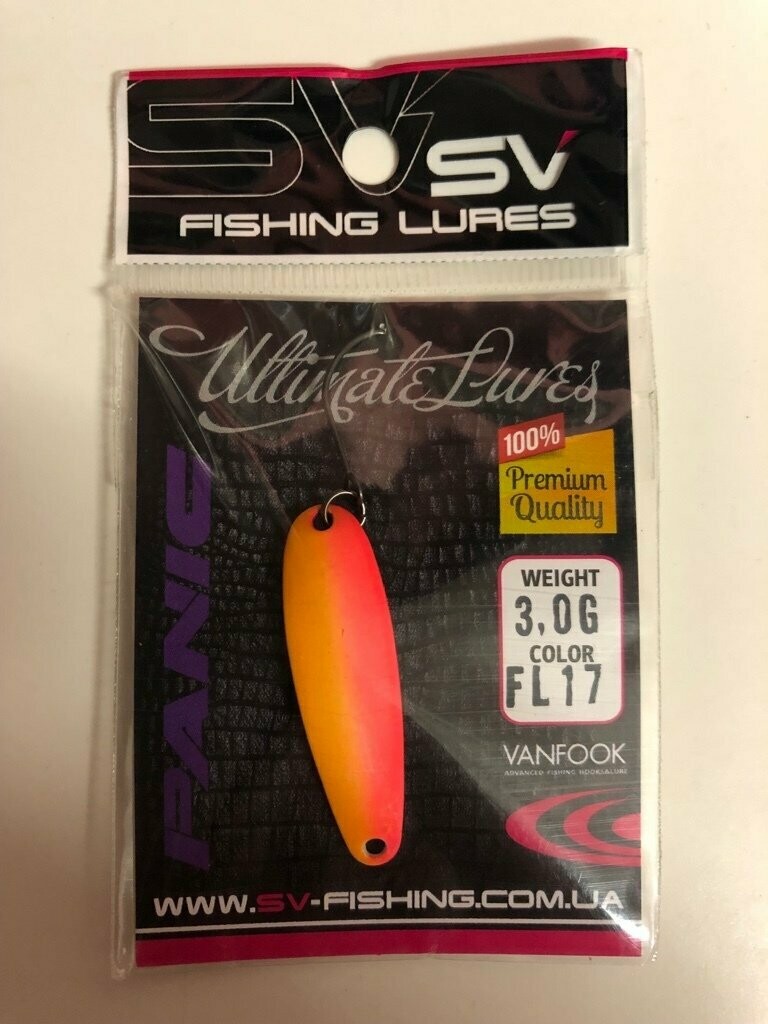 SV
SV
FISHING LURES
Ultimate Lures
100%
Premium
Quality
PANIC
WEIGHT
3,0G
COLOR
FL17
VANFOOK
ADVANCED FISHING HOOKS&LURE
WWW.SV-FISHING.COM.UA